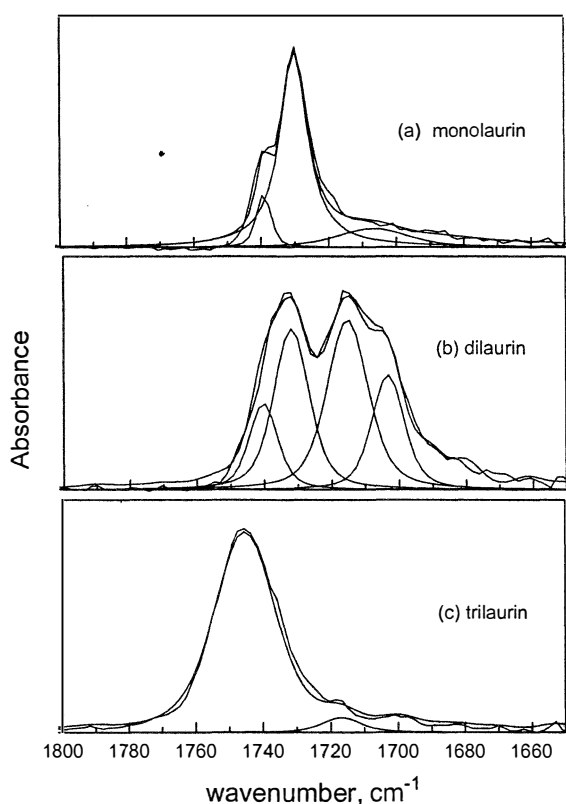 (a) monolaurin
(b) dilaurin
Absorbance
(c) trilaurin
1800 1780 1760 1740 1720 1700 1680 1660
wavenumber, cm-1